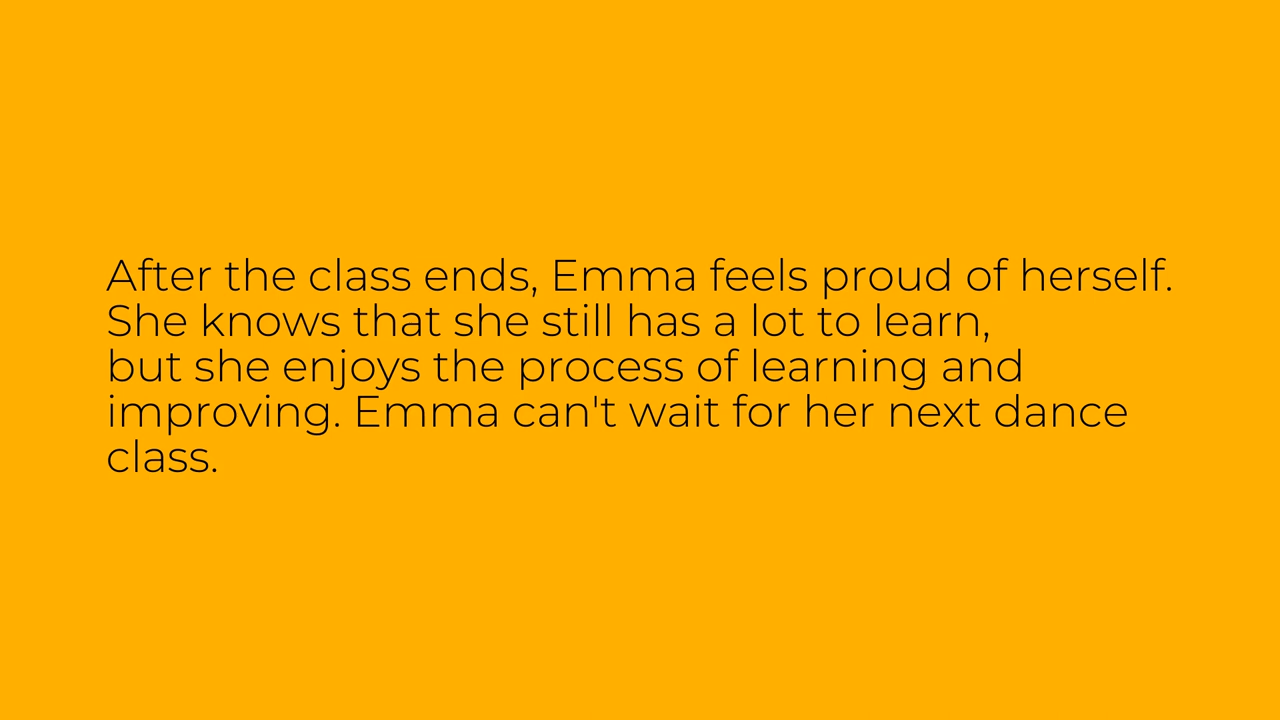 After the class ends, Emma feels proud of herself.
She knows that she still has a lot to learn,
but she enjoys the process of learning and
improving. Emma can't wait for her next dance
class.